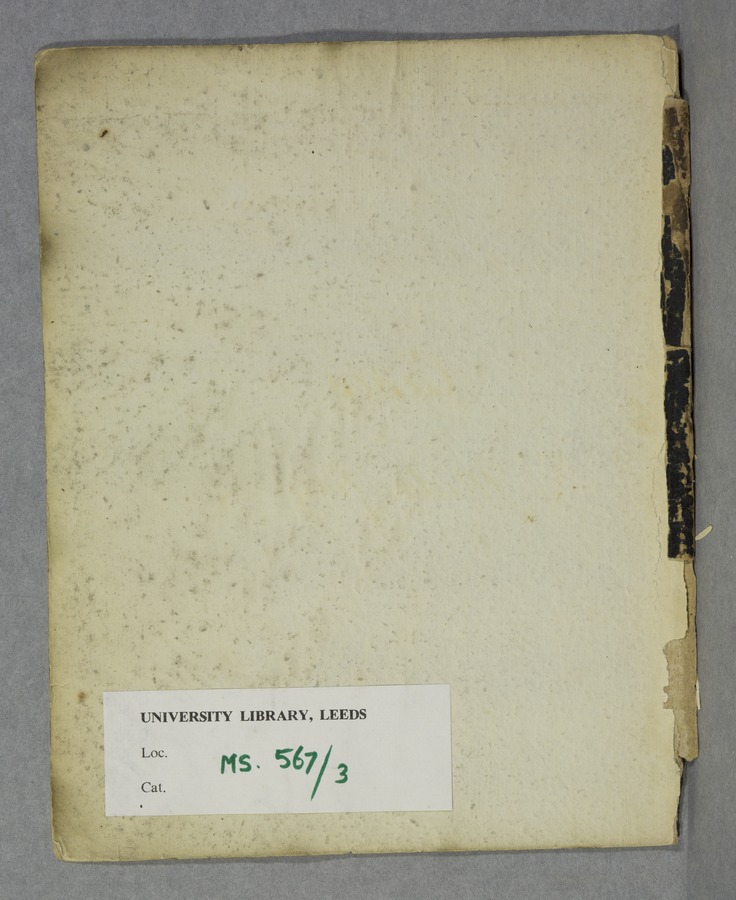 UNIVERSITY LIBRARY, LEEDS
Loc.
MS. 567/3
Cat.